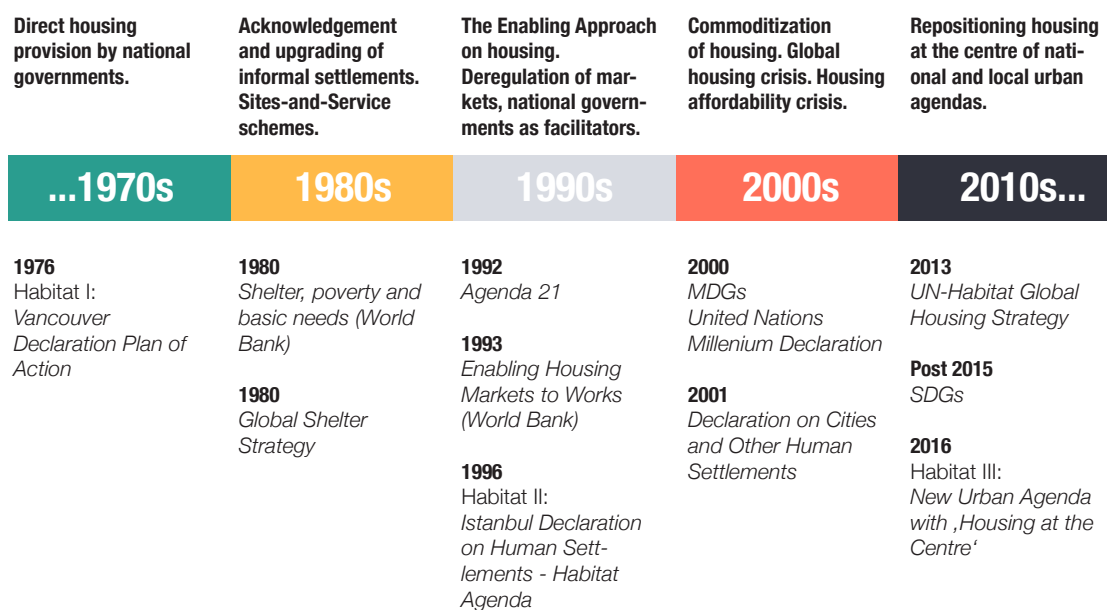 Direct housing
provision by national
governments.
Acknowledgement
and upgrading of
informal settlements.
Sites-and-Service
schemes.
The Enabling Approach
on housing.
Deregulation of mar-
kets, national govern-
ments as facilitators.
Commoditization
of housing. Global
housing crisis. Housing
affordability crisis.
Repositioning housing
at the centre of nati-
onal and local urban
agendas.
...1970s
1980s
1990s
2000s
2010s...
1976
Habitat I:
Vancouver
Declaration Plan of
Action
1980
Shelter, poverty and
basic needs (World
Bank)
1980
Global Shelter
Strategy
1992
Agenda 21
1993
Enabling Housing
Markets to Works
(World Bank)
1996
Habitat II:
Istanbul Declaration
on Human Sett-
lements - Habitat
Agenda
2000
MDGs
United Nations
Millenium Declaration
2001
Declaration on Cities
and Other Human
Settlements
2013
UN-Habitat Global
Housing Strategy
Post 2015
SDGs
2016
Habitat III:
New Urban Agenda
with ‚Housing at the
Centre‘